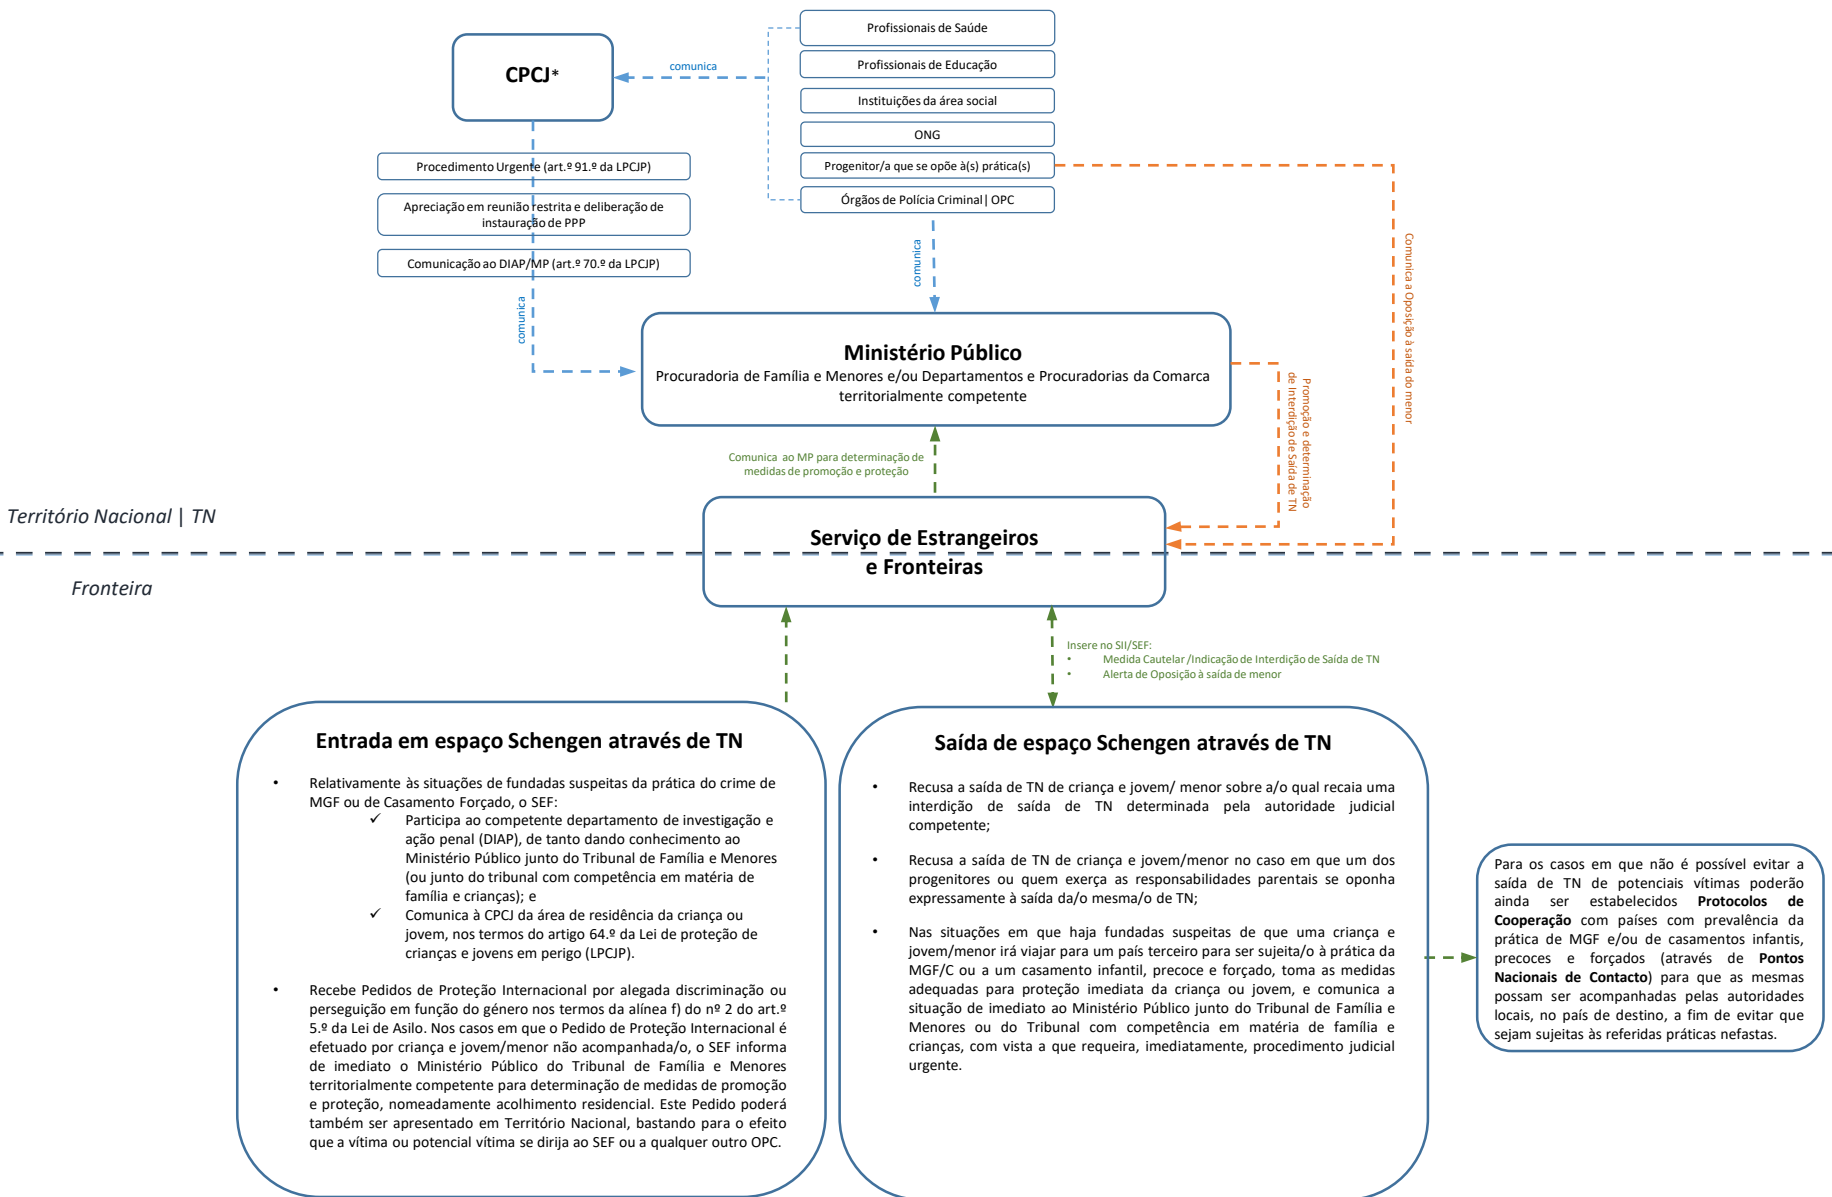 Profissionais de Saúde
CPCJ*
comunica
Profissionais de Educação
Instituições da área social
ONG
Procedimento Urgente (art.º 91.º da LPCJP)
Progenitor/a que se opõe à(s) prática(s)
Apreciação em reunião restrita e deliberação de
instauração de PPP
Órgãos de Polícia Criminal| OPC
Comunicação ao DIAP/MP (art.º 70.º da LPCJP)
comunica
comunica
Comunica a Oposição à saída do menor
Ministério Público
Procuradoria de Família e Menores e/ou Departamentos e Procuradorias da Comarca
territorialmente competente
Promoção e determinação
de Interdição de Saída de TN
Comunica ao MP para determinação de
medidas de promoção e proteção
Território Nacional | TN
Serviço de Estrangeiros
e Fronteiras
Fronteira
Insere no SII/SEF:
• Medida Cautelar /Indicação de Interdição de Saída de TN
• Alerta de Oposição à saída de menor
Entrada em espaço Schengen através de TN
• Relativamente às situações de fundadas suspeitas da prática do crime de
MGF ou de Casamento Forçado, o SEF:
✓ Participa ao competente departamento de investigação e
ação penal (DIAP), de tanto dando conhecimento ao
Ministério Público junto do Tribunal de Família e Menores
(ou junto do tribunal com competência em matéria de
família e crianças); e
✓ Comunica à CPCJ da área de residência da criança ou
jovem, nos termos do artigo 64.º da Lei de proteção de
crianças e jovens em perigo (LPCJP).
• Recebe Pedidos de Proteção Internacional por alegada discriminação ou
perseguição em função do género nos termos da alínea f) do nº 2 do art.º
5.º da Lei de Asilo. Nos casos em que o Pedido de Proteção Internacional é
efetuado por criança e jovem/menor não acompanhada/o, o SEF informa
de imediato o Ministério Público do Tribunal de Família e Menores
territorialmente competente para determinação de medidas de promoção
e proteção, nomeadamente acolhimento residencial. Este Pedido poderá
também ser apresentado em Território Nacional, bastando para o efeito
que a vítima ou potencial vítima se dirija ao SEF ou a qualquer outro OPC.
Saída de espaço Schengen através de TN
• Recusa a saída de TN de criança e jovem/ menor sobre a/o qual recaia uma
interdição de saída de TN determinada pela autoridade judicial
competente;
• Recusa a saída de TN de criança e jovem/menor no caso em que um dos
progenitores ou quem exerça as responsabilidades parentais se oponha
expressamente à saída da/o mesma/o de TN;
• Nas situações em que haja fundadas suspeitas de que uma criança e
jovem/menor irá viajar para um país terceiro para ser sujeita/o à prática da
MGF/C ou a um casamento infantil, precoce e forçado, toma as medidas
adequadas para proteção imediata da criança ou jovem, e comunica a
situação de imediato ao Ministério Público junto do Tribunal de Família e
Menores ou do Tribunal com competência em matéria de família e
crianças, com vista a que requeira, imediatamente, procedimento judicial
urgente.
Para os casos em que não é possível evitar a
saída de TN de potenciais vítimas poderão
ainda ser estabelecidos Protocolos de
Cooperação com países com prevalência da
prática de MGF e/ou de casamentos infantis,
precoces e forçados (através de Pontos
Nacionais de Contacto) para que as mesmas
possam ser acompanhadas pelas autoridades
locais, no país de destino, a fim de evitar que
sejam sujeitas às referidas práticas nefastas.